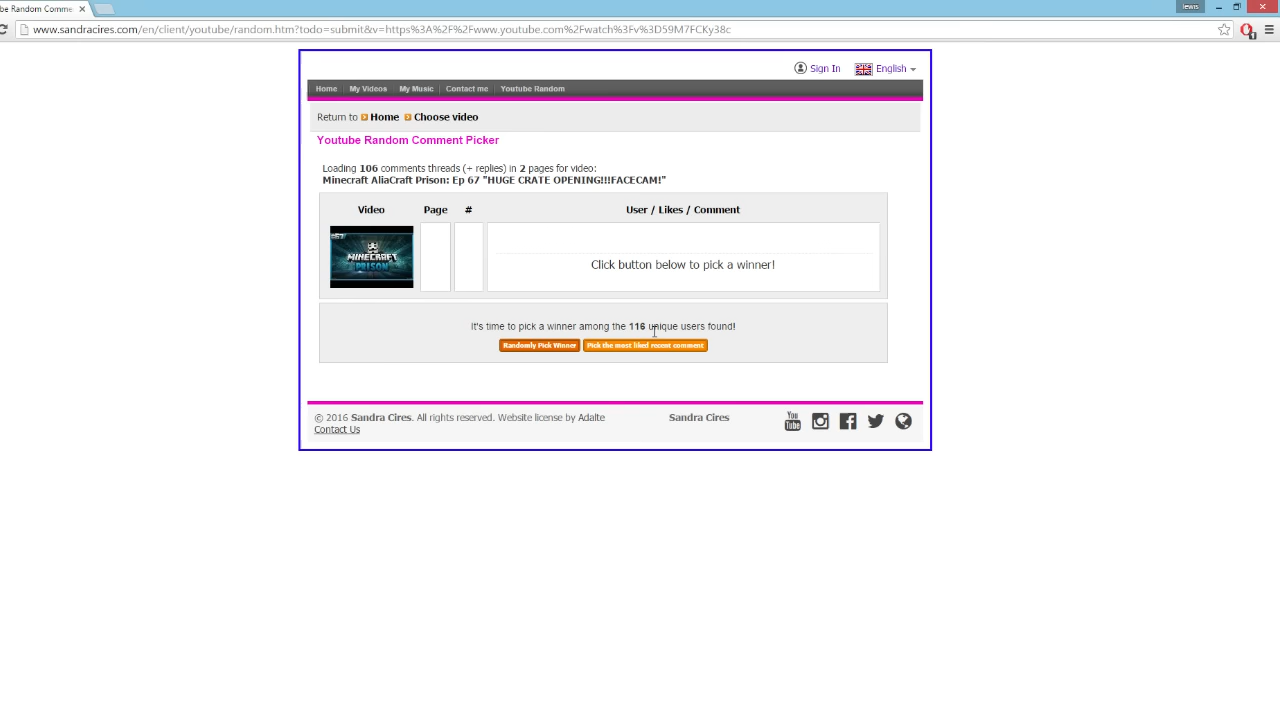 be Random Comme
lewis
www.sandracires.com/en/client/youtube/random.htm?todo=submit&v=https%3A%2F%2Fwww.youtube.com%2Fwatch%3Fv%3D59M7FCKy38c
Sign In English
Home My Videos My Music Contact me Youtube Random
Return to Home Choose video
Youtube Random Comment Picker
Loading 106 comments threads (+ replies) in 2 pages for video:
Minecraft AliaCraft Prison: Ep 67 "HUGE CRATE OPENING!!!FACECAM!"
Video Page # User / Likes / Comment
#57
MINECRAFT
PRISON
Click button below to pick a winner!
It's time to pick a winner among the 116 unique users found!
Randomly Pick Winner Pick the most liked recent comment
© 2016 Sandra Cires. All rights reserved. Website license by Adalte Sandra Cires You Tube
Contact Us